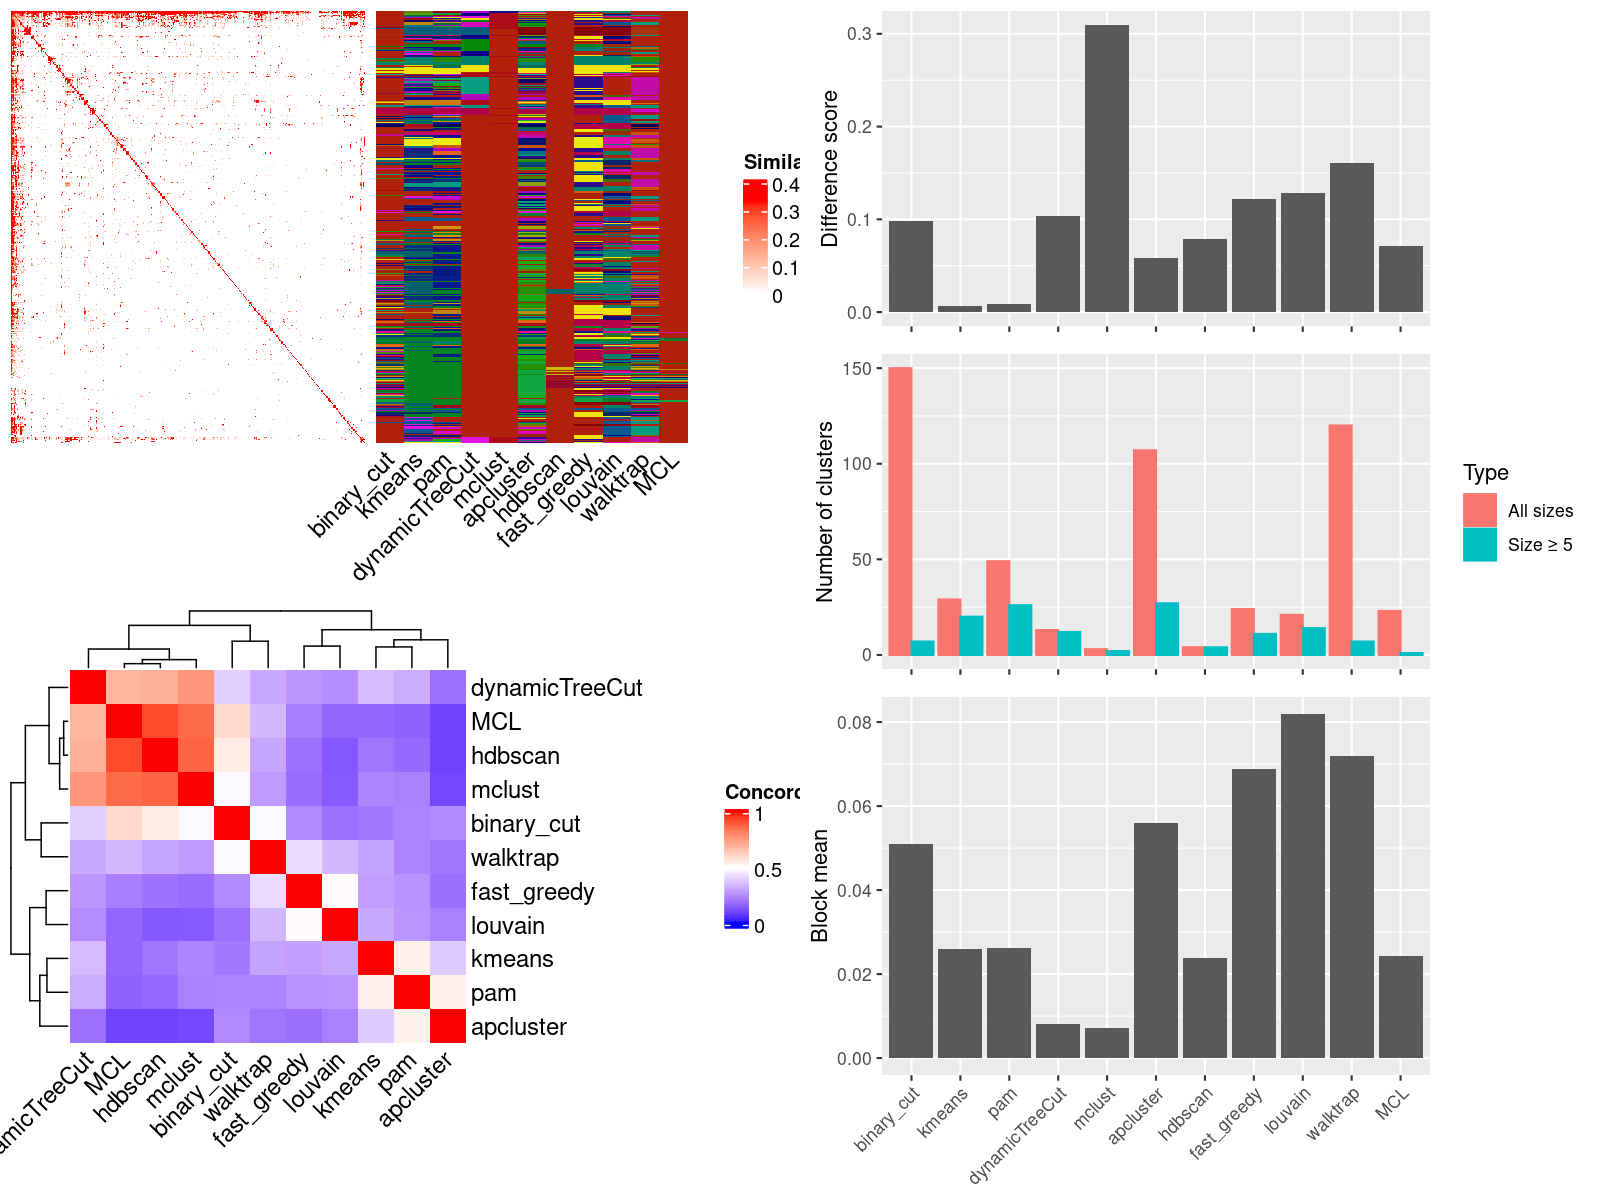 Simila
0.4
0.3
0.2
0.1
0
binary_cut
kmeans
pam
dynamicTreeCut
mclust
apcluster
hdbscan
fast_greedy
louvain
walktrap
MCL
dynamicTreeCut
MCL
hdbscan
mclust
binary_cut
walktrap
fast_greedy
louvain
kmeans
pam
apcluster
Concord
1
0.5
0
amicTreeCut
MCL
hdbscan
mclust
binary_cut
walktrap
fast_greedy
louvain
kmeans
pam
apcluster
Difference score
0.3
0.2
0.1
0.0
Number of clusters
150
100
50
0
Type
All sizes
Size ≥ 5
Block mean
0.08
0.06
0.04
0.02
0.00
binary_cut
kmeans
pam
dynamicTreeCut
mclust
apcluster
hdbscan
fast_greedy
louvain
walktrap
MCL